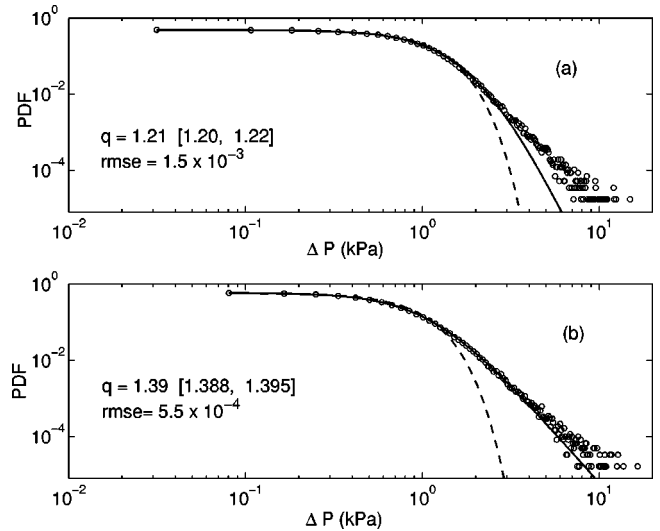 10^0
(a)
10^-2
PDF
q = 1.21 [1.20, 1.22]
rmse = 1.5 x 10^-3
10^-4
10^-2 10^-1 10^0 10^1
Δ P (kPa)
10^0
(b)
10^-2
PDF
q = 1.39 [1.388, 1.395]
rmse= 5.5 x 10^-4
10^-4
10^-2 10^-1 10^0 10^1
Δ P (kPa)